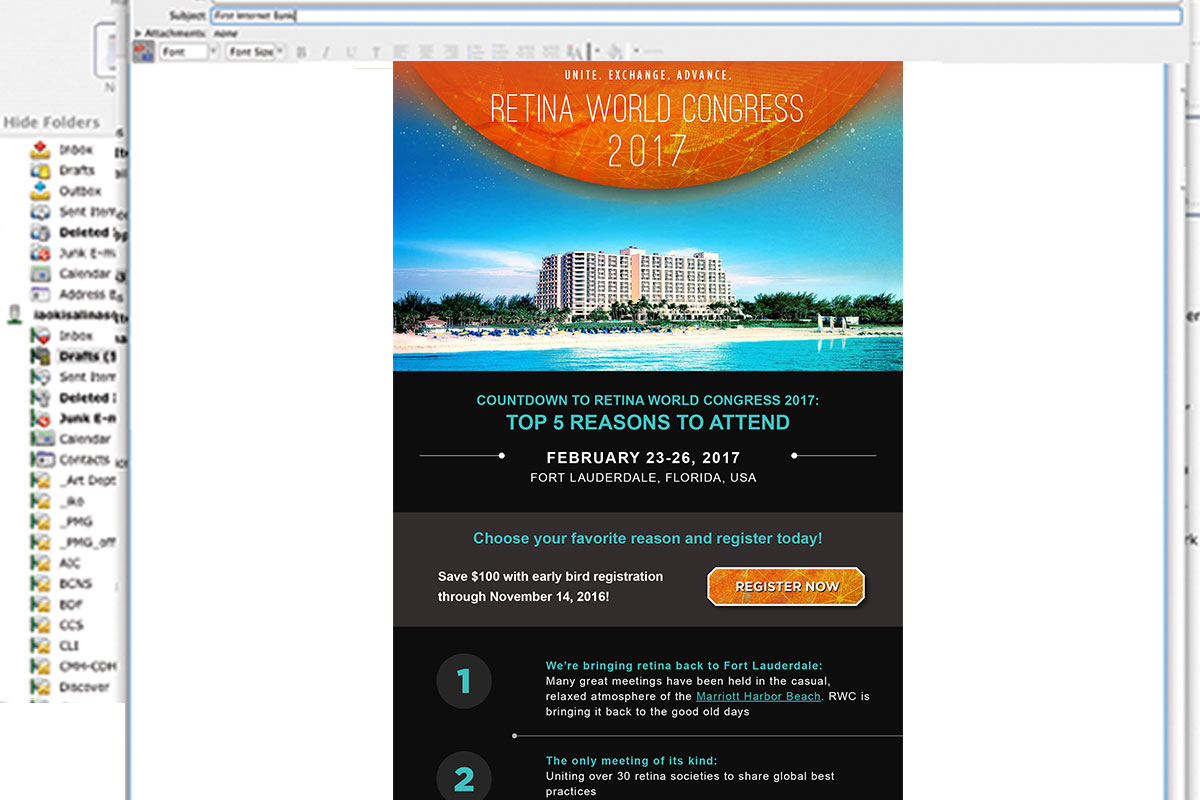 Subject: First Internet Bank
Attachments: none
Font
Font Size
B I U T
Hide Folders
Inbox
Drafts
Outbox
Sent Item
Deleted
Junk E-m
Calendar
Address B
Inbox
Drafts (1
Sent Item
Deleted I
Junk E-m
Calendar
Contacts
_Art Dept
_iko
_PMG
_PMG_off
AIC
BCNS
BDF
CCS
CLI
CMH-COH
Discover
UNITE. EXCHANGE. ADVANCE.
RETINA WORLD CONGRESS
2017
COUNTDOWN TO RETINA WORLD CONGRESS 2017:
TOP 5 REASONS TO ATTEND
FEBRUARY 23-26, 2017
FORT LAUDERDALE, FLORIDA, USA
Choose your favorite reason and register today!
Save $100 with early bird registration
through November 14, 2016!
REGISTER NOW
1
We're bringing retina back to Fort Lauderdale:
Many great meetings have been held in the casual,
relaxed atmosphere of the Marriott Harbor Beach. RWC is
bringing it back to the good old days
2
The only meeting of its kind:
Uniting over 30 retina societies to share global best
practices